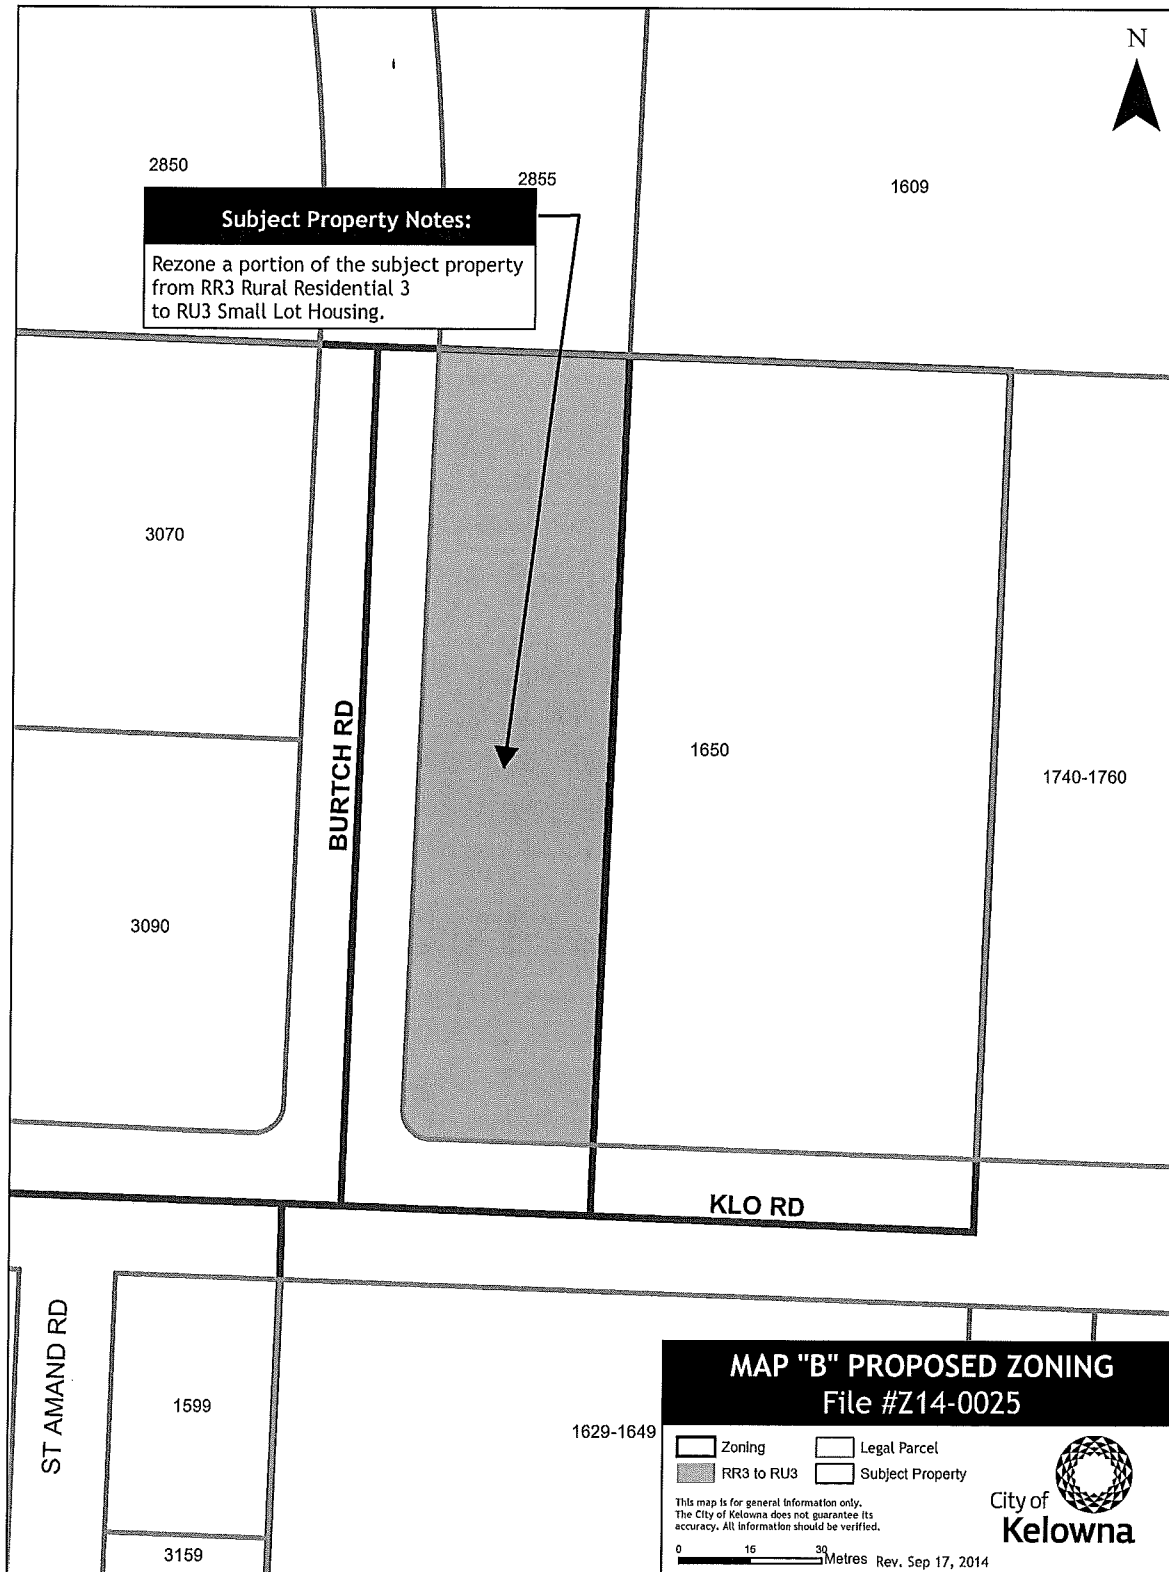 N
2850
2855
1609
Subject Property Notes:
Rezone a portion of the subject property
from RR3 Rural Residential 3
to RU3 Small Lot Housing.
3070
BURTCH RD
1650
1740-1760
3090
KLO RD
ST AMAND RD
1599
1629-1649
3159
MAP "B" PROPOSED ZONING
File #Z14-0025
Zoning
Legal Parcel
RR3 to RU3
Subject Property
This map is for general information only.
The City of Kelowna does not guarantee its
accuracy. All information should be verified.
0 15 30 Metres
Rev. Sep 17, 2014
City of
Kelowna